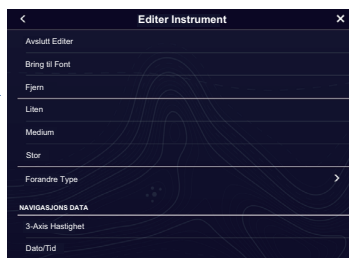 Editer Instrument
Avslutt Editer
Bring til Font
Fjern
Liten
Medium
Stor
Forandre Type
NAVIGASJONS DATA
3-Axis Hastighet
Dato/Tid